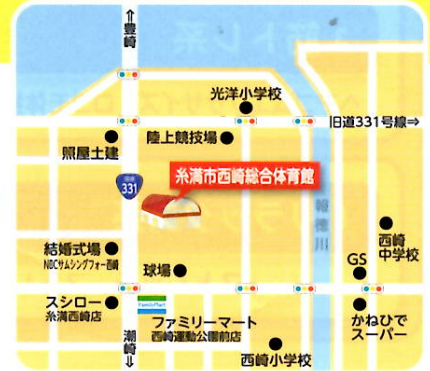 ⇑豊崎
光洋小学校
旧道331号線⇒
照屋土建
陸上競技場
糸満市西崎総合体育館
国道
331
西崎
中学校
結婚式場
NBCサムシングフォー西崎
球場
GS
スシロー
糸満西崎店
FamilyMart
ファミリーマート
西崎運動公園前店
かねひで
スーパー
潮崎⇓
西崎小学校